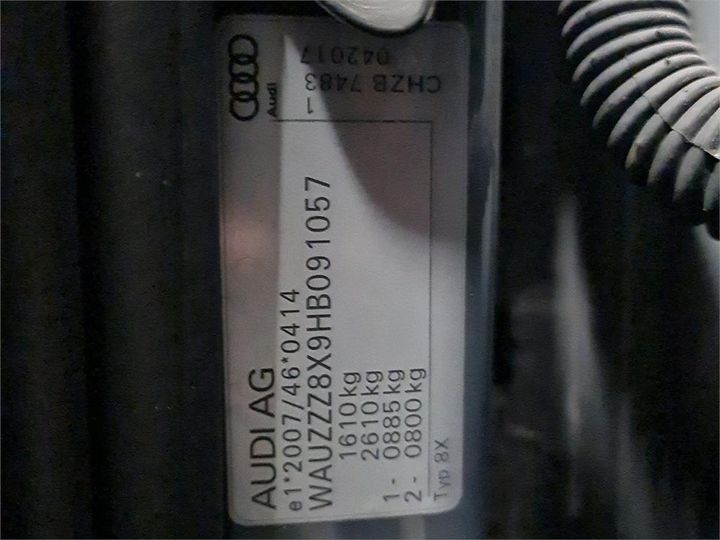 AUDI AG
e1*2007/46*0414
WAUZZZ8X9HB091057
1610kg
2610kg
1- 0885kg
2- 0800kg
Typ 8X
Audi
1
CHZB 7483
042017